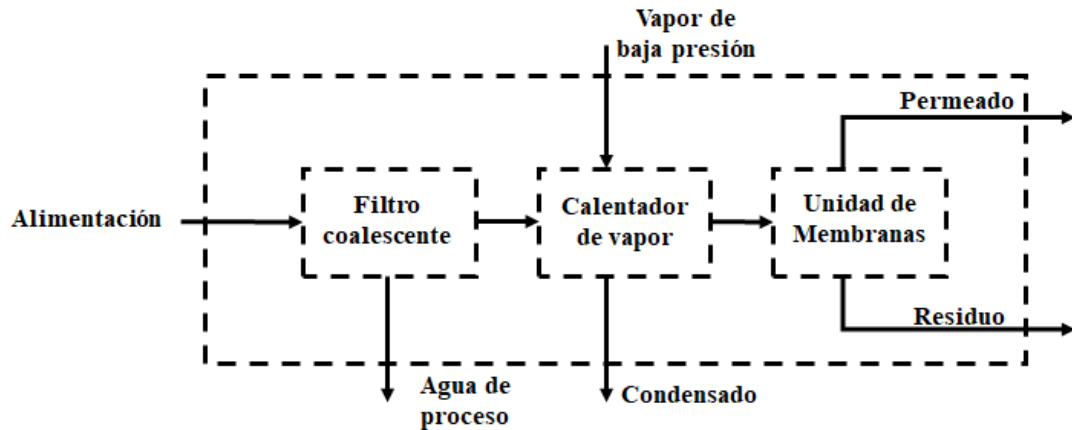 Vapor de
baja presión
Permeado
Alimentación
Filtro
coalescente
Calentador
de vapor
Unidad de
Membranas
Residuo
Agua de
proceso
Condensado